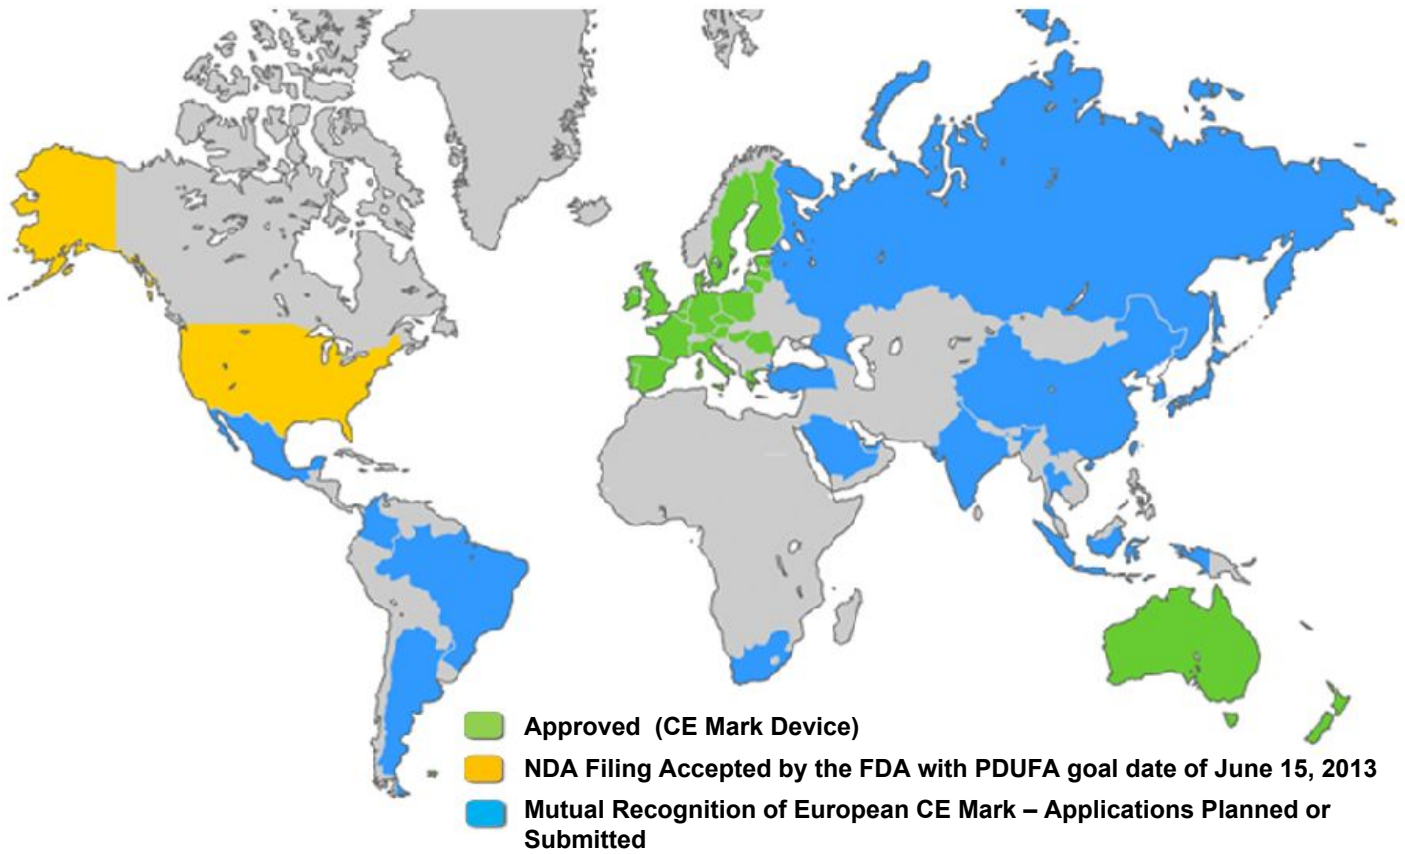 Approved (CE Mark Device)
NDA Filing Accepted by the FDA with PDUFA goal date of June 15, 2013
Mutual Recognition of European CE Mark – Applications Planned or
Submitted